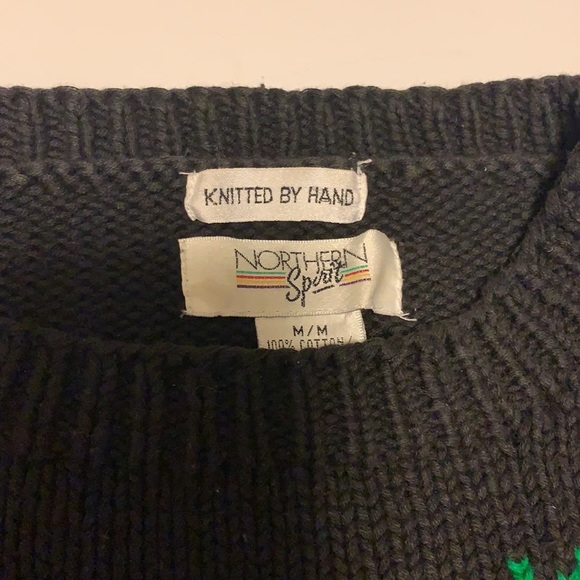 KNITTED BY HAND
NORTHERN
Spirit
M/M
100% COTTON/